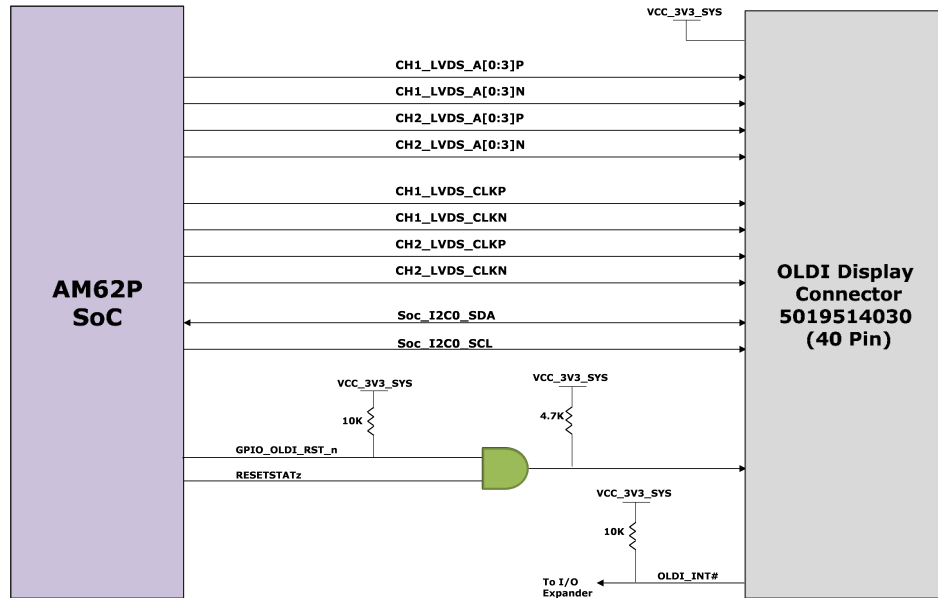 VCC_3V3_SYS
CH1_LVDS_A[0:3]P
CH1_LVDS_A[0:3]N
CH2_LVDS_A[0:3]P
CH2_LVDS_A[0:3]N
CH1_LVDS_CLKP
CH1_LVDS_CLKN
CH2_LVDS_CLKP
CH2_LVDS_CLKN
AM62P
SoC
OLDI Display
Connector
5019514030
(40 Pin)
Soc_I2C0_SDA
Soc_I2C0_SCL
VCC_3V3_SYS
10K
VCC_3V3_SYS
4.7K
GPIO_OLDI_RST_n
RESETSTATz
VCC_3V3_SYS
10K
OLDI_INT#
To I/O
Expander